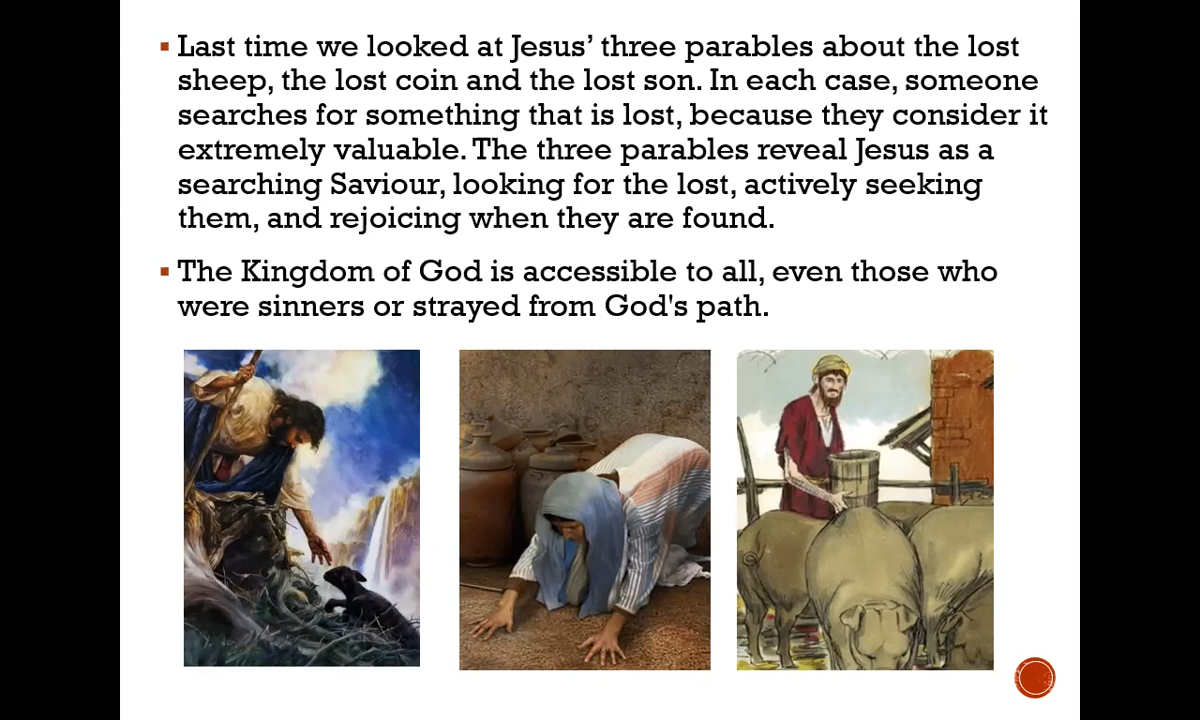 ▪ Last time we looked at Jesus’ three parables about the lost
sheep, the lost coin and the lost son. In each case, someone
searches for something that is lost, because they consider it
extremely valuable. The three parables reveal Jesus as a
searching Saviour, looking for the lost, actively seeking
them, and rejoicing when they are found.
▪ The Kingdom of God is accessible to all, even those who
were sinners or strayed from God's path.